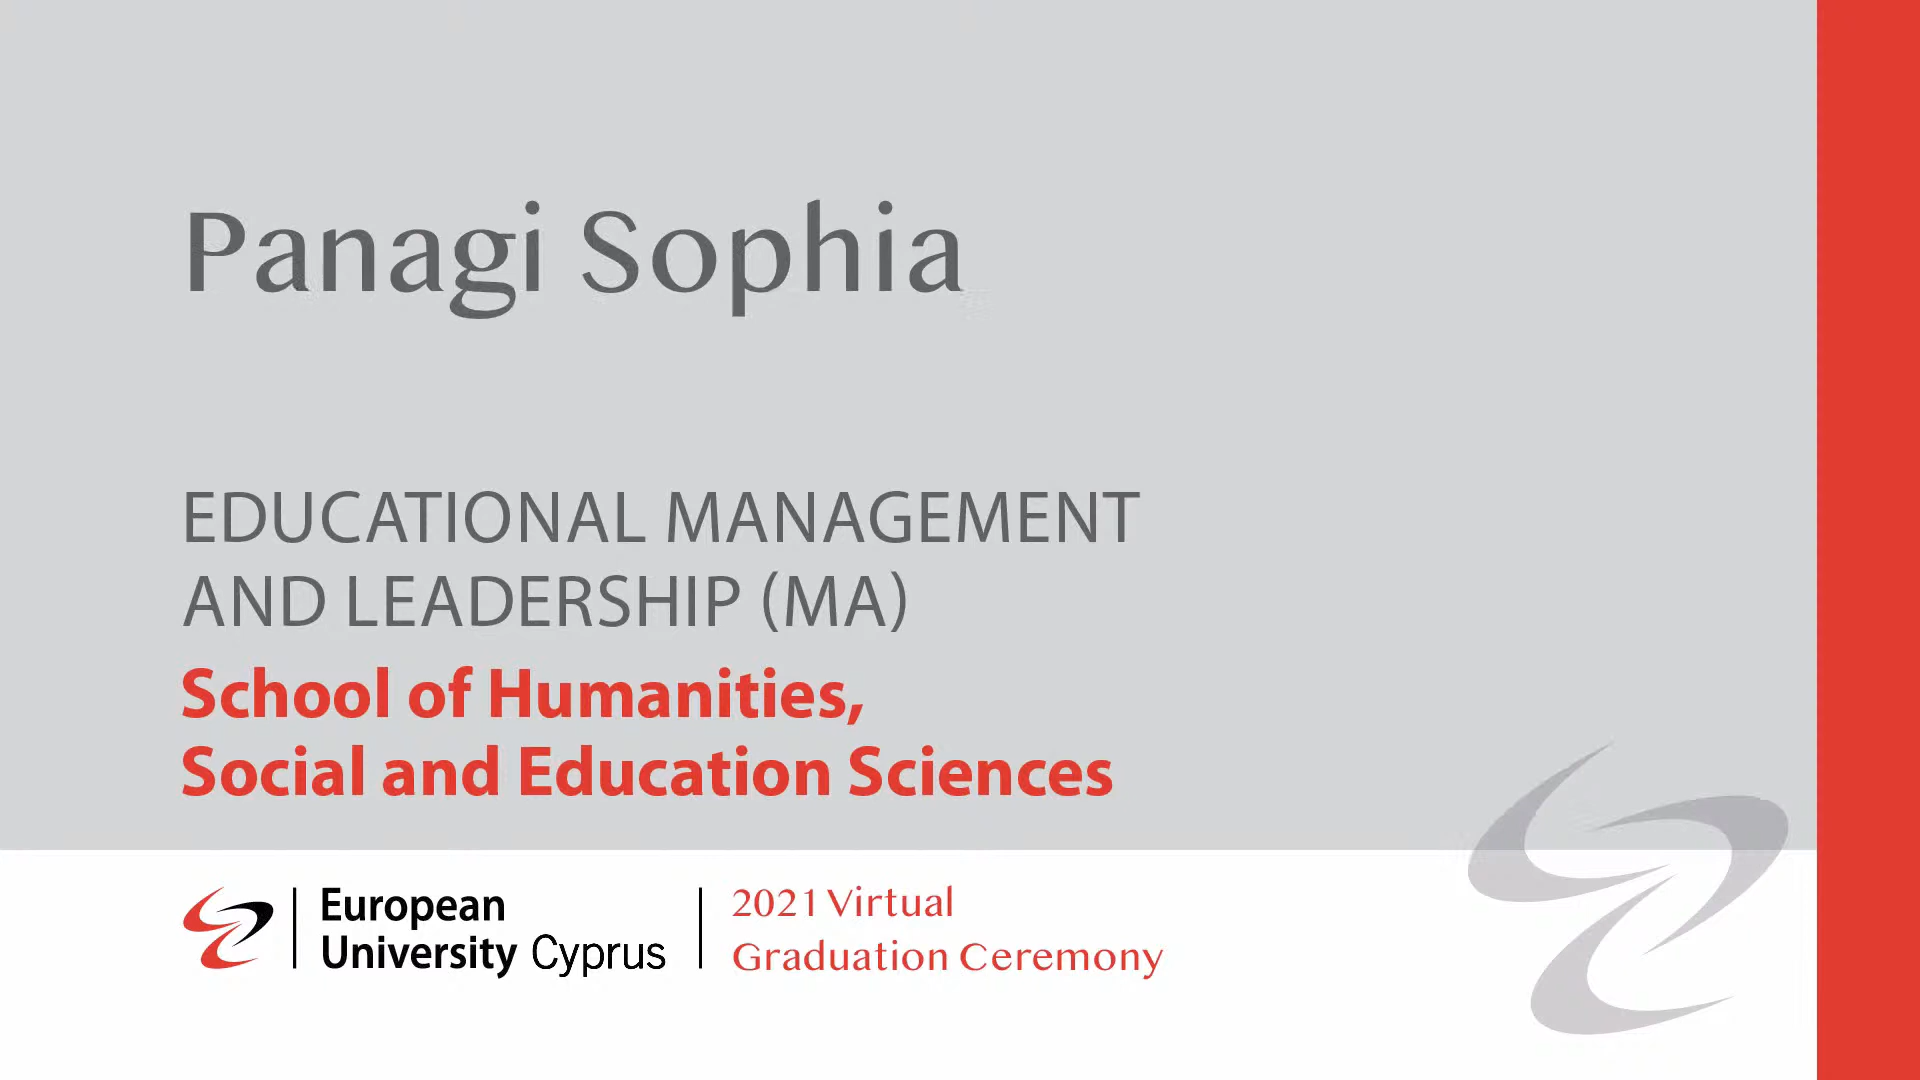 Panagi Sophia
EDUCATIONAL MANAGEMENT
AND LEADERSHIP (MA)
School of Humanities,
Social and Education Sciences
European
University Cyprus
2021 Virtual
Graduation Ceremony